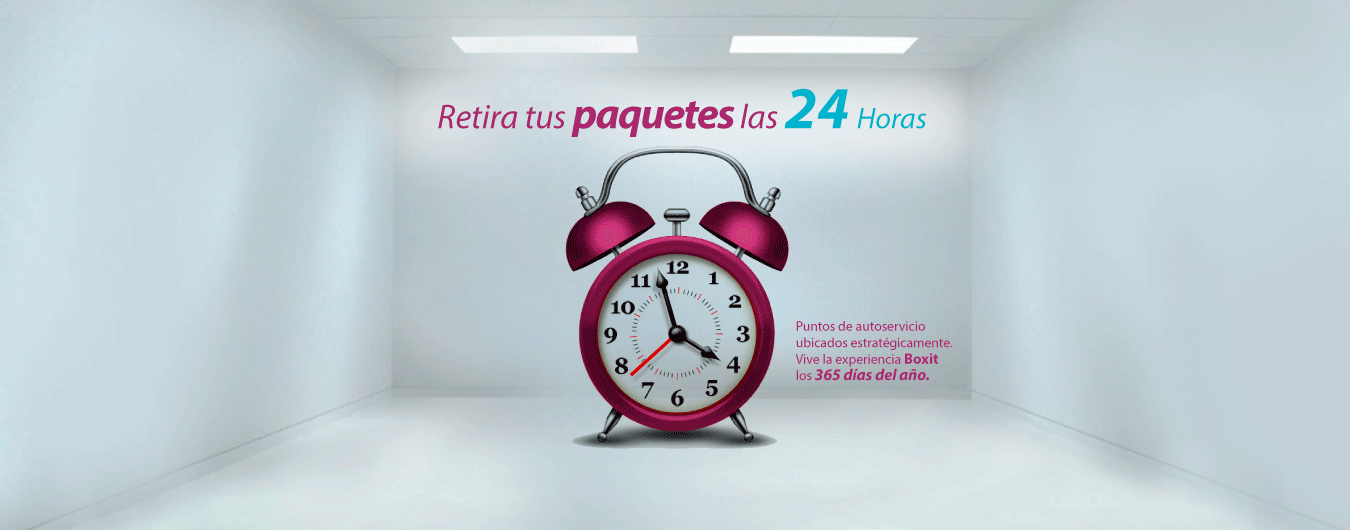 Retira tus paquetes las 24 Horas
12
1
2
3
4
5
6
7
8
9
10
11
Puntos de autoservicio
ubicados estratégicamente.
Vive la experiencia Boxit
los 365 días del año.